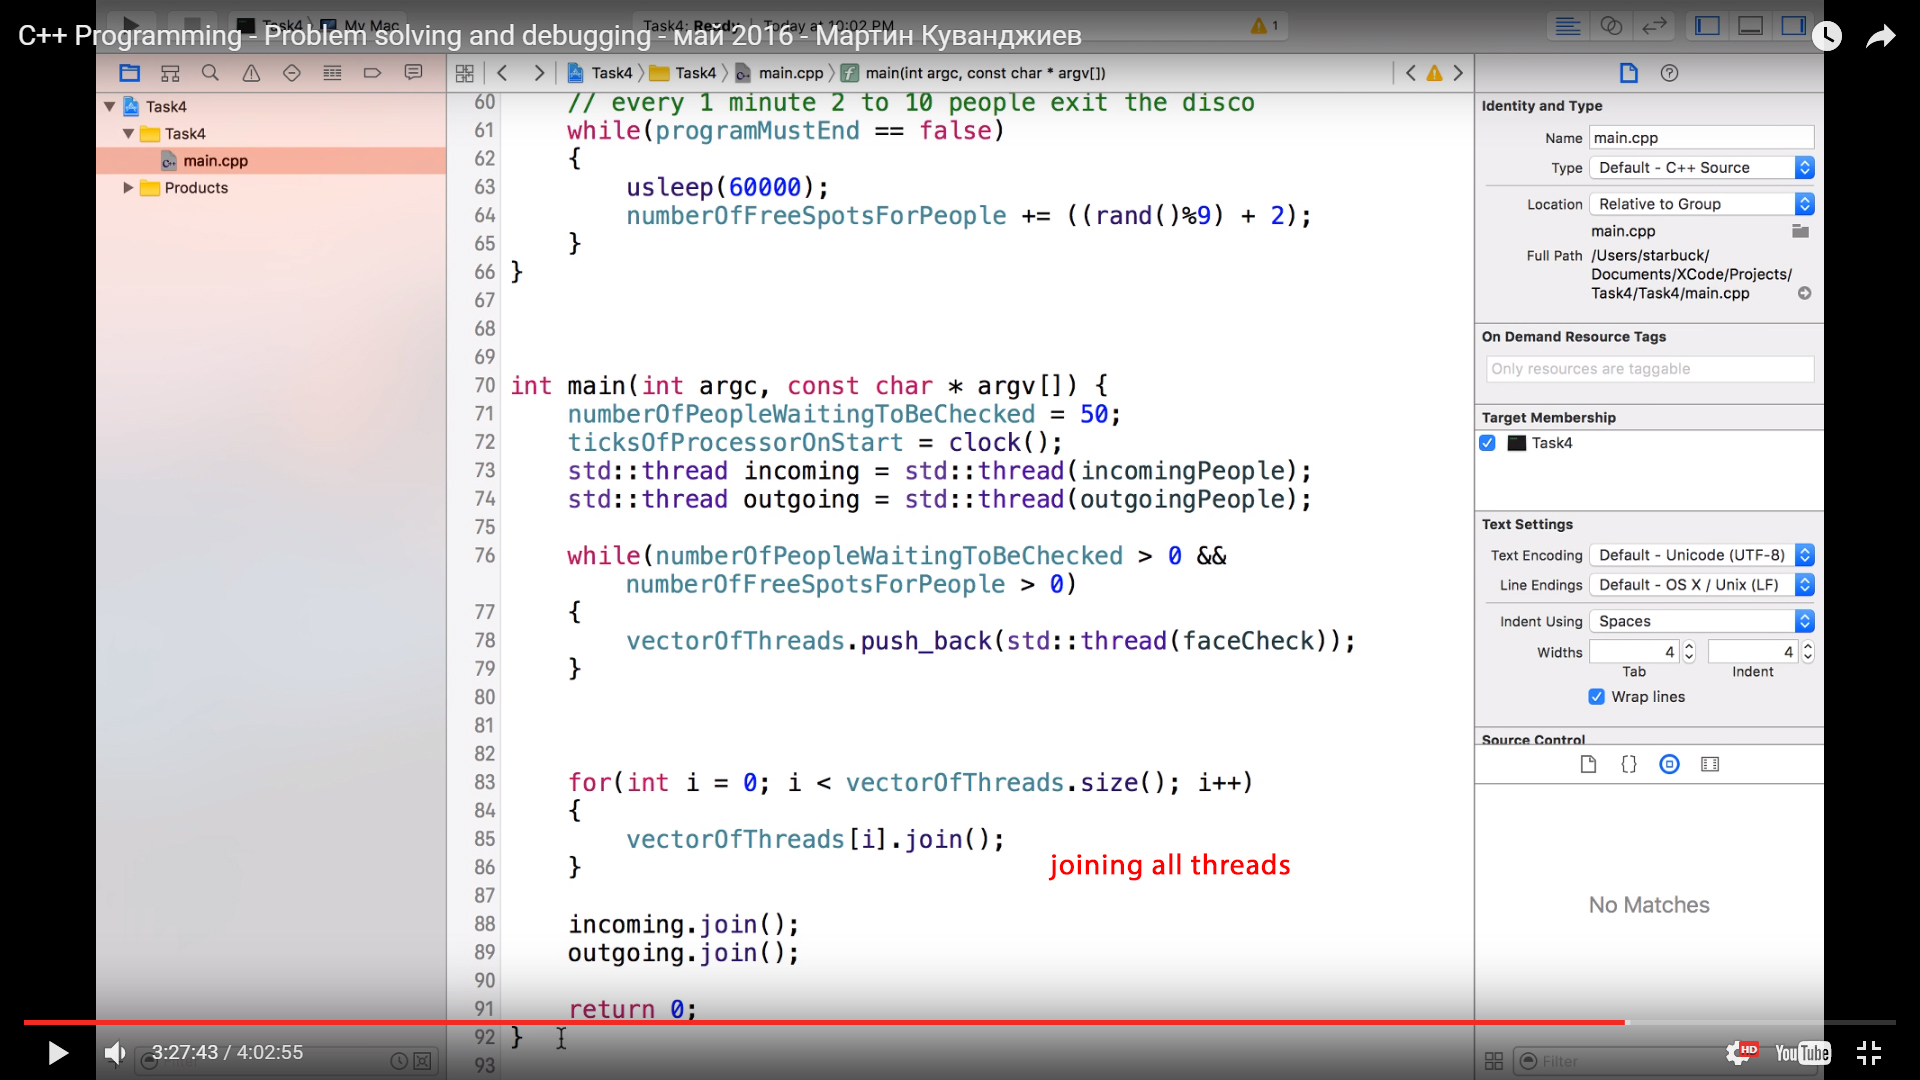 Task4 My Mac Task4: Ready Today at 10:02 PM 1
C++ Programming - Problem solving and debugging - май 2016 - Мартин Куванджиев
Task4 Task4 main.cpp main(int argc, const char * argv[])
Task4
Task4
main.cpp
Products
60 // every 1 minute 2 to 10 people exit the disco
61 while(programMustEnd == false)
62 {
63 usleep(60000);
64 numberOfFreeSpotsForPeople += ((rand()%9) + 2);
65 }
66 }
67
68
69
70 int main(int argc, const char * argv[]) {
71 numberOfPeopleWaitingToBeChecked = 50;
72 ticksOfProcessorOnStart = clock();
73 std::thread incoming = std::thread(incomingPeople);
74 std::thread outgoing = std::thread(outgoingPeople);
75
76 while(numberOfPeopleWaitingToBeChecked > 0 &&
numberOfFreeSpotsForPeople > 0)
77 {
78 vectorOfThreads.push_back(std::thread(faceCheck));
79 }
80
81
82
83 for(int i = 0; i < vectorOfThreads.size(); i++)
84 {
85 vectorOfThreads[i].join();
86 }
joining all threads
87
88 incoming.join();
89 outgoing.join();
90
91 return 0;
92 }
93
Identity and Type
Name main.cpp
Type Default - C++ Source
Location Relative to Group
main.cpp
Full Path /Users/starbuck/
Documents/XCode/Projects/
Task4/Task4/main.cpp
On Demand Resource Tags
Only resources are taggable
Target Membership
Task4
Text Settings
Text Encoding Default - Unicode (UTF-8)
Line Endings Default - OS X / Unix (LF)
Indent Using Spaces
Widths 4 4
Tab Indent
Wrap lines
Source Control
{}
No Matches
3:27:43 / 4:02:55
HD YouTube
Filter